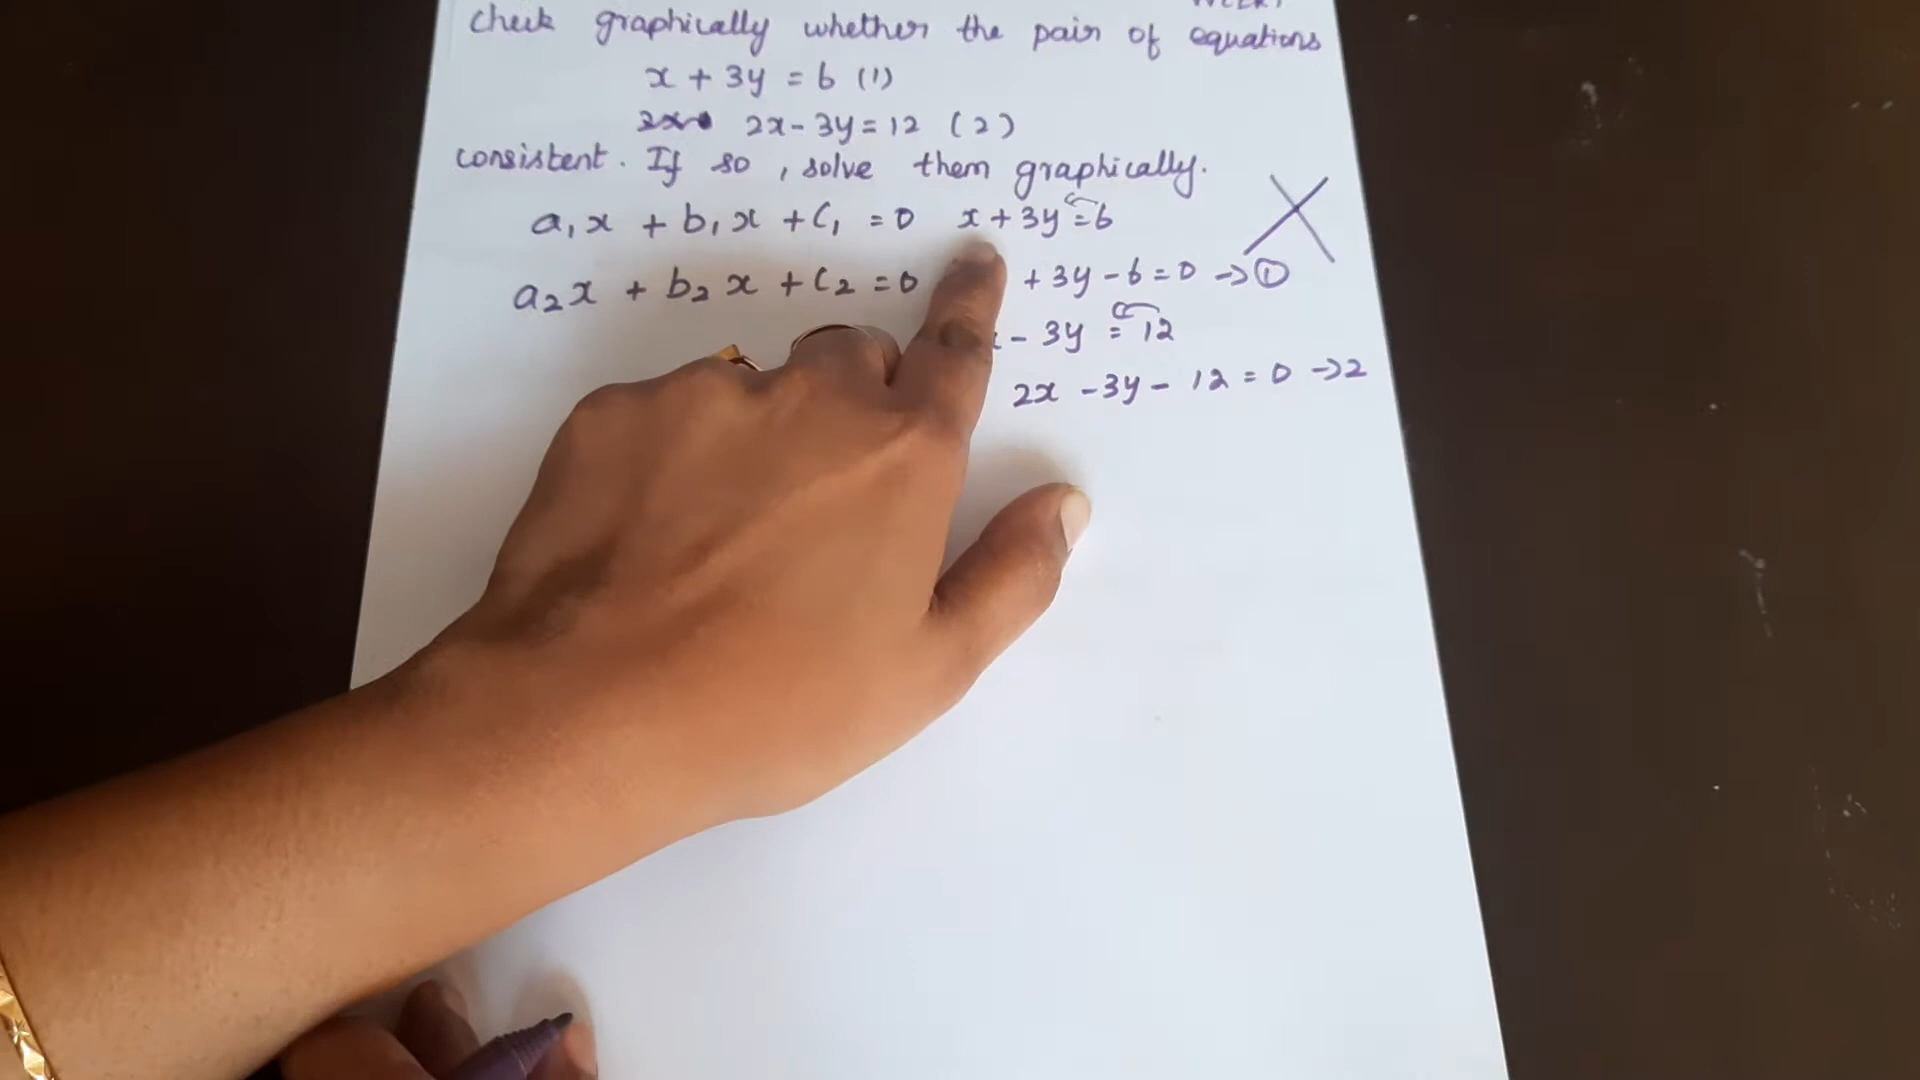 check graphically whether the pair of equations
x + 3y = 6 (1)
2x - 3y = 12 (2)
consistent. If so, solve them graphically.
a₁x + b₁x + C₁ = 0 x + 3y = 6
a₂x + b₂x + C₂ = 0 + 3y - 6 = 0 → ①
- 3y = 12
2x - 3y - 12 = 0 → 2